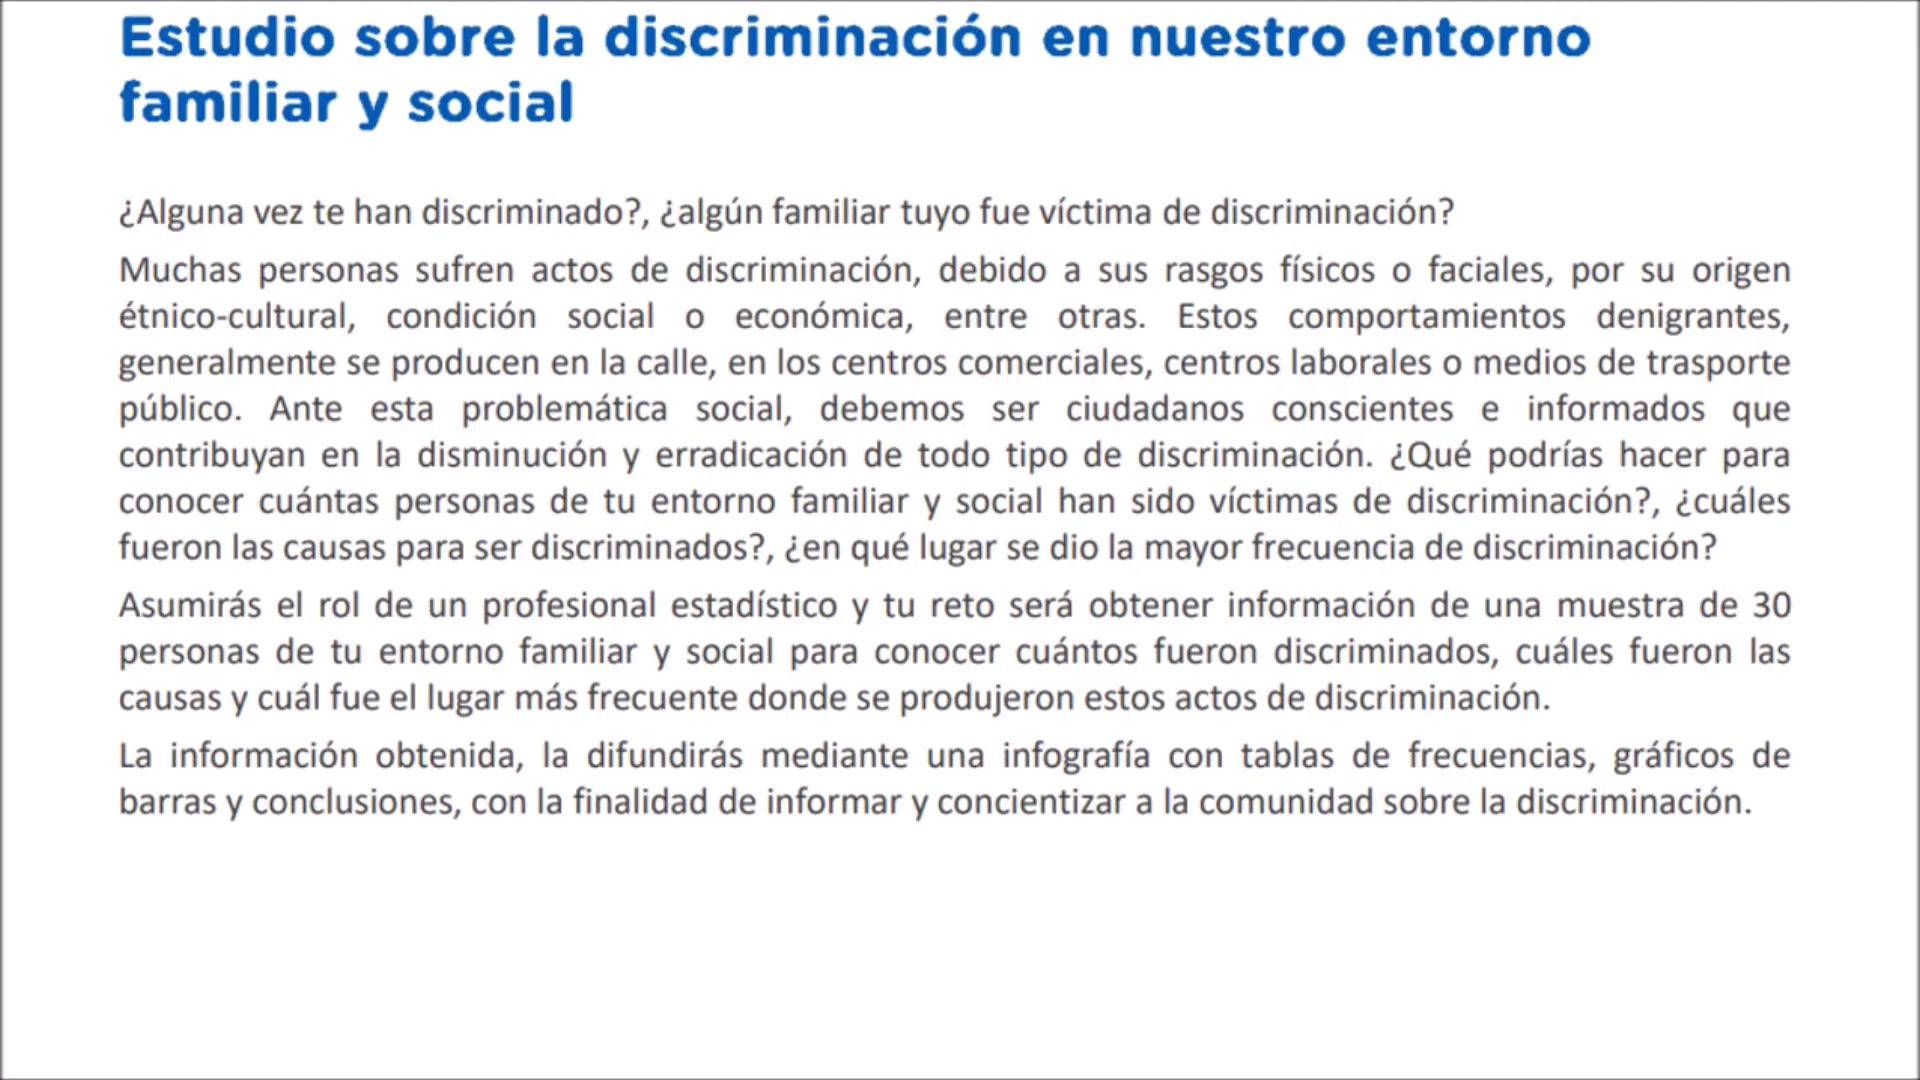 Estudio sobre la discriminación en nuestro entorno
familiar y social
¿Alguna vez te han discriminado?, ¿algún familiar tuyo fue víctima de discriminación?
Muchas personas sufren actos de discriminación, debido a sus rasgos físicos o faciales, por su origen
étnico-cultural, condición social o económica, entre otras. Estos comportamientos denigrantes,
generalmente se producen en la calle, en los centros comerciales, centros laborales o medios de trasporte
público. Ante esta problemática social, debemos ser ciudadanos conscientes e informados que
contribuyan en la disminución y erradicación de todo tipo de discriminación. ¿Qué podrías hacer para
conocer cuántas personas de tu entorno familiar y social han sido víctimas de discriminación?, ¿cuáles
fueron las causas para ser discriminados?, ¿en qué lugar se dio la mayor frecuencia de discriminación?
Asumirás el rol de un profesional estadístico y tu reto será obtener información de una muestra de 30
personas de tu entorno familiar y social para conocer cuántos fueron discriminados, cuáles fueron las
causas y cuál fue el lugar más frecuente donde se produjeron estos actos de discriminación.
La información obtenida, la difundirás mediante una infografía con tablas de frecuencias, gráficos de
barras y conclusiones, con la finalidad de informar y concientizar a la comunidad sobre la discriminación.